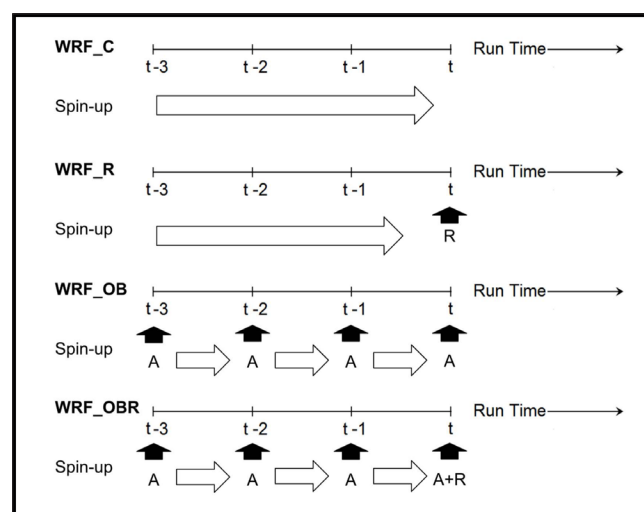 WRF_C Run Time
t-3 t-2 t-1 t
Spin-up
WRF_R Run Time
t-3 t-2 t-1 t
Spin-up R
WRF_OB Run Time
t-3 t-2 t-1 t
Spin-up A A A A
WRF_OBR Run Time
t-3 t-2 t-1 t
Spin-up A A A A+R